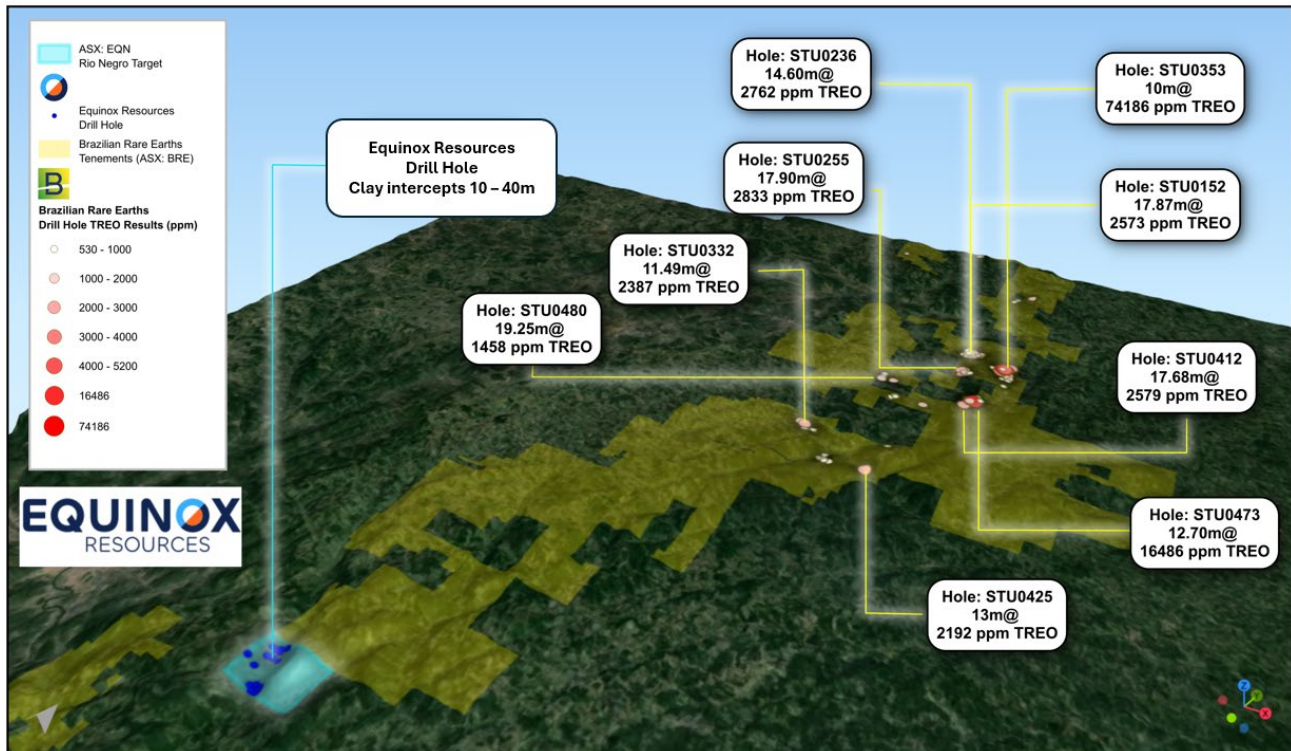 ASX: EQN
Rio Negro Target
Equinox Resources
Drill Hole
Brazilian Rare Earths
Tenements (ASX: BRE)
B
Brazilian Rare Earths
Drill Hole TREO Results (ppm)
530 - 1000
1000 - 2000
2000 - 3000
3000 - 4000
4000 - 5200
16486
74186
EQUINOX
RESOURCES
Equinox Resources
Drill Hole
Clay intercepts 10 – 40m
Hole: STU0236
14.60m@
2762 ppm TREO
Hole: STU0353
10m@
74186 ppm TREO
Hole: STU0255
17.90m@
2833 ppm TREO
Hole: STU0152
17.87m@
2573 ppm TREO
Hole: STU0332
11.49m@
2387 ppm TREO
Hole: STU0480
19.25m@
1458 ppm TREO
Hole: STU0412
17.68m@
2579 ppm TREO
Hole: STU0473
12.70m@
16486 ppm TREO
Hole: STU0425
13m@
2192 ppm TREO
Z
Y
X